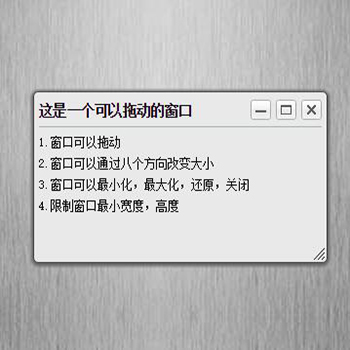 这是一个可以拖动的窗口
1.窗口可以拖动
2.窗口可以通过八个方向改变大小
3.窗口可以最小化，最大化，还原，关闭
4.限制窗口最小宽度，高度